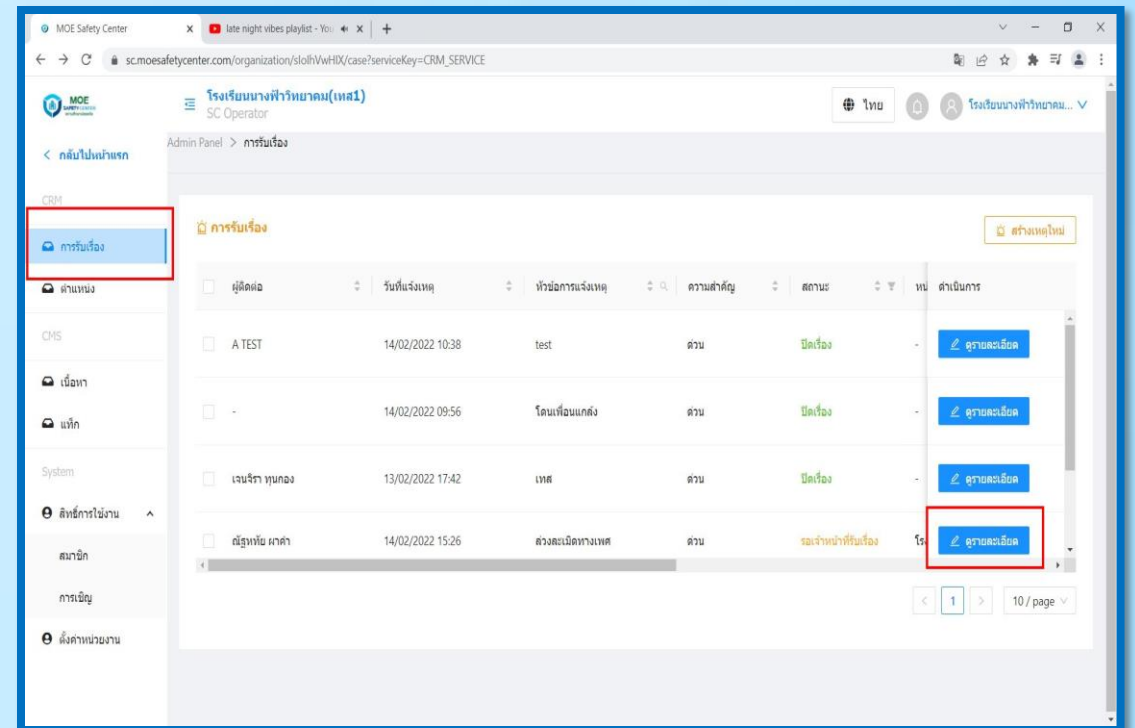 MOE Safety Center
late night vibes playlist - You
sc.moesafetycenter.com/organization/slolhVwHIX/case?serviceKey=CRM_SERVICE
MOE
SAFETY CENTER
โรงเรียนนางฟ้าวิทยาคม(เทส1)
SC Operator
ไทย
โรงเรียนนางฟ้าวิทยาคม...
Admin Panel > การรับเรื่อง
< กลับไปหน้าแรก
CRM
การรับเรื่อง
ตำแหน่ง
CMS
เนื้อหา
แท็ก
System
สิทธิ์การใช้งาน
สมาชิก
การเชิญ
ตั้งค่าหน่วยงาน
การรับเรื่อง
สร้างเหตุใหม่
ผู้ติดต่อ วันที่แจ้งเหตุ หัวข้อการแจ้งเหตุ ความสำคัญ สถานะ หน่ ดำเนินการ
A TEST 14/02/2022 10:38 test ด่วน ปิดเรื่อง - ดูรายละเอียด
- 14/02/2022 09:56 โดนเพื่อนแกล้ง ด่วน ปิดเรื่อง - ดูรายละเอียด
เจนจิรา ทุนกอง 13/02/2022 17:42 เทส ด่วน ปิดเรื่อง - ดูรายละเอียด
ณัฐหทัย ผาคำ 14/02/2022 15:26 ล่วงละเมิดทางเพศ ด่วน รอเจ้าหน้าที่รับเรื่อง โร ดูรายละเอียด
< 1 > 10 / page